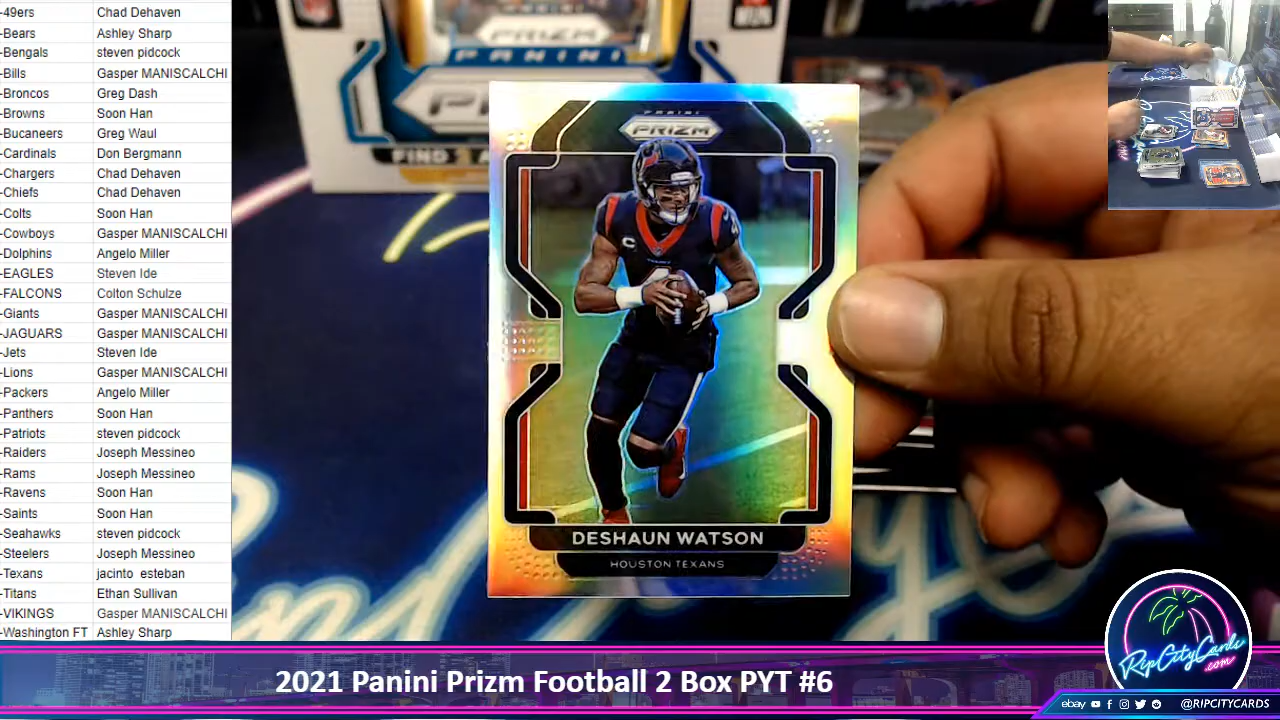 -49ers Chad Dehaven
-Bears Ashley Sharp
-Bengals steven pidcock
-Bills Gasper MANISCALCHI
-Broncos Greg Dash
-Browns Soon Han
-Bucaneers Greg Waul
-Cardinals Don Bergmann
-Chargers Chad Dehaven
-Chiefs Chad Dehaven
-Colts Soon Han
-Cowboys Gasper MANISCALCHI
-Dolphins Angelo Miller
-EAGLES Steven Ide
-FALCONS Colton Schulze
-Giants Gasper MANISCALCHI
-JAGUARS Gasper MANISCALCHI
-Jets Steven Ide
-Lions Gasper MANISCALCHI
-Packers Angelo Miller
-Panthers Soon Han
-Patriots steven pidcock
-Raiders Joseph Messineo
-Rams Joseph Messineo
-Ravens Soon Han
-Saints Soon Han
-Seahawks steven pidcock
-Steelers Joseph Messineo
-Texans jacinto esteban
-Titans Ethan Sullivan
-VIKINGS Gasper MANISCALCHI
-Washington FT Ashley Sharp
PRIZM
PANINI
FIND
PANINI
PRIZM
C
DESHAUN WATSON
HOUSTON TEXANS
2021 Panini Prizm Football 2 Box PYT #6
RipCityCards
.com
ebay @RIPCITYCARDS